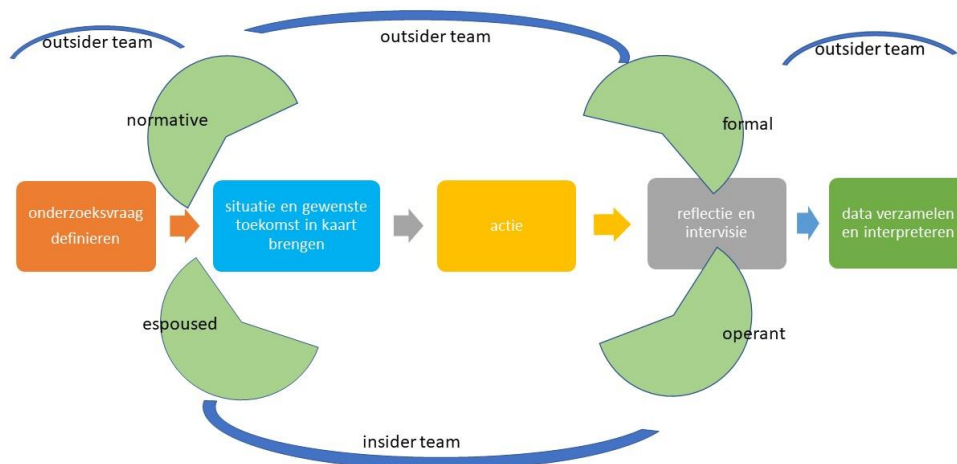 outsider team
outsider team
outsider team
normative
formal
onderzoeksvraag
definieren
situatie en gewenste
toekomst in kaart
brengen
actie
reflectie en
intervisie
data verzamelen
en interpreteren
espoused
operant
insider team